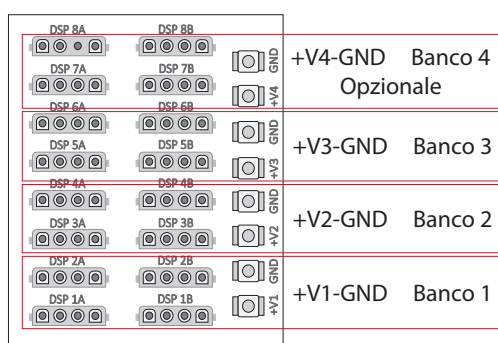 DSP 8A DSP 8B
GND
+V4-GND Banco 4
Opzionale
DSP 7A DSP 7B
+V4
DSP 6A DSP 6B
GND
+V3-GND Banco 3
DSP 5A DSP 5B
+V3
DSP 4A DSP 4B
GND
+V2-GND Banco 2
DSP 3A DSP 3B
+V2
DSP 2A DSP 2B
GND
+V1-GND Banco 1
DSP 1A DSP 1B
+V1